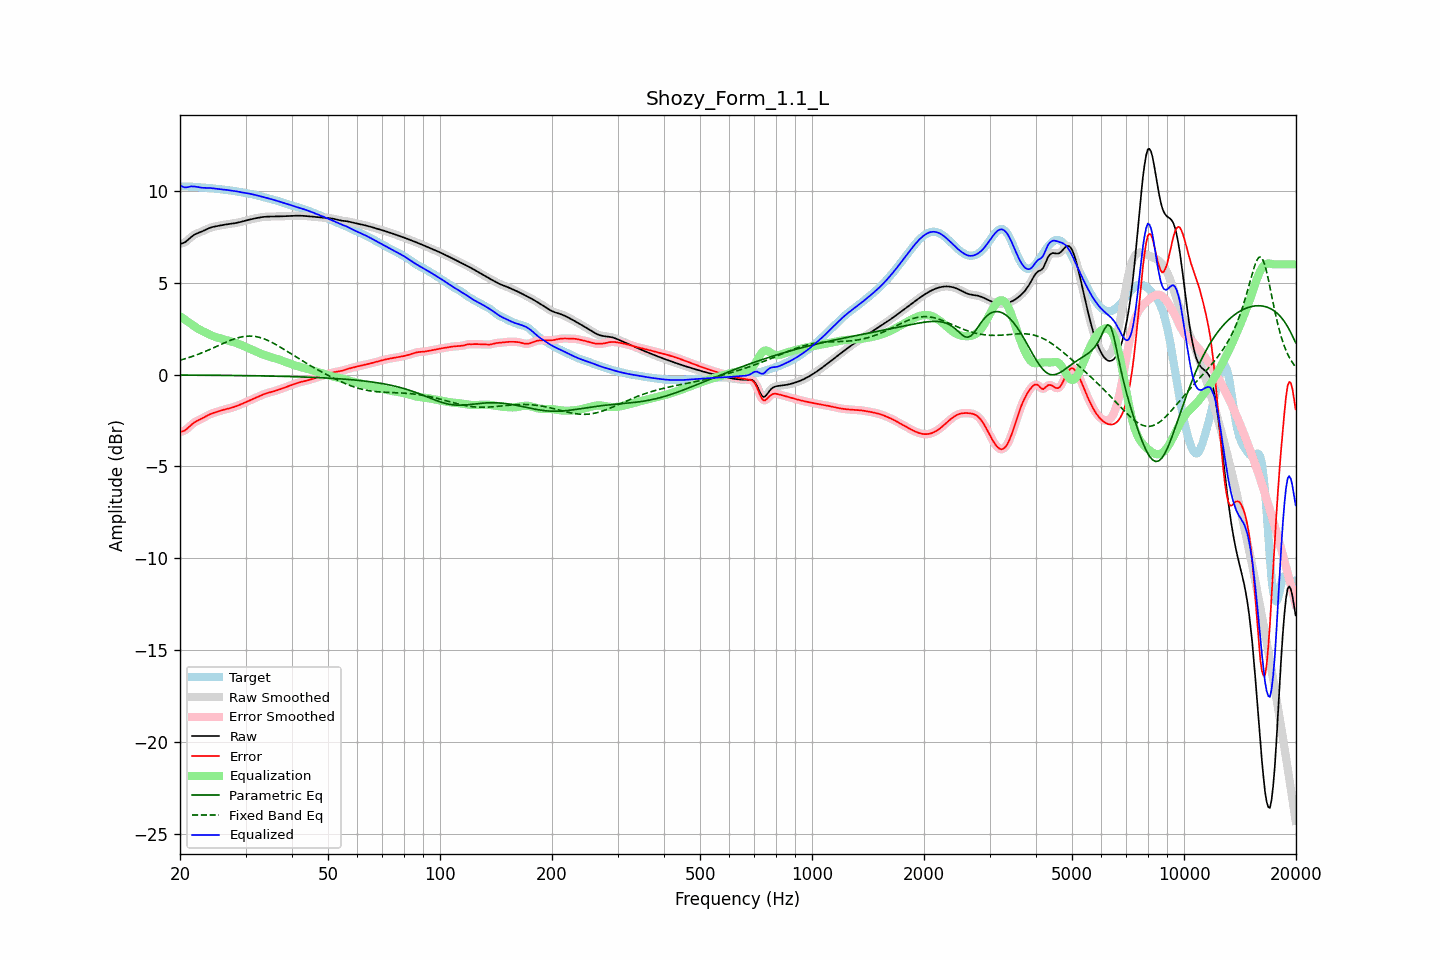 Shozy_Form_1.1_L
10
5
0
−5
−10
−15
−20
−25
Amplitude (dBr)
Target
Raw Smoothed
Error Smoothed
Raw
Error
Equalization
Parametric Eq
Fixed Band Eq
Equalized
20 50 100 200 500 1000 2000 5000 10000 20000
Frequency (Hz)